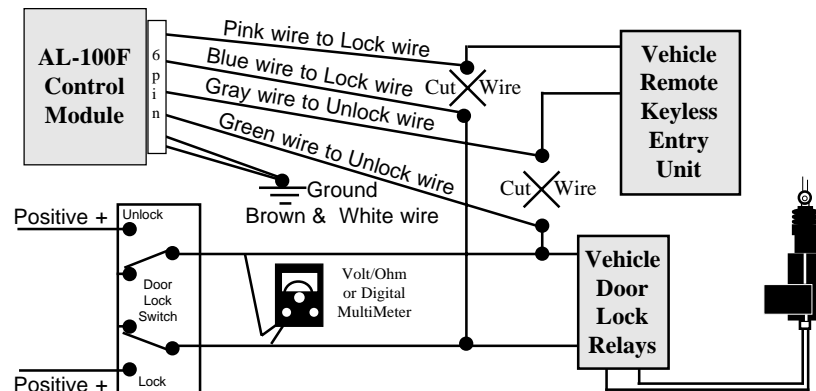 AL-100F
Control
Module
6
p
i
n
Pink wire to Lock wire
Blue wire to Lock wire
Gray wire to Unlock wire
Green wire to Unlock wire
Cut Wire
Cut Wire
Vehicle
Remote
Keyless
Entry
Unit
Ground
Brown & White wire
Positive +
Unlock
Door
Lock
Switch
Volt/Ohm
or Digital
MultiMeter
Vehicle
Door
Lock
Relays
Positive +
Lock